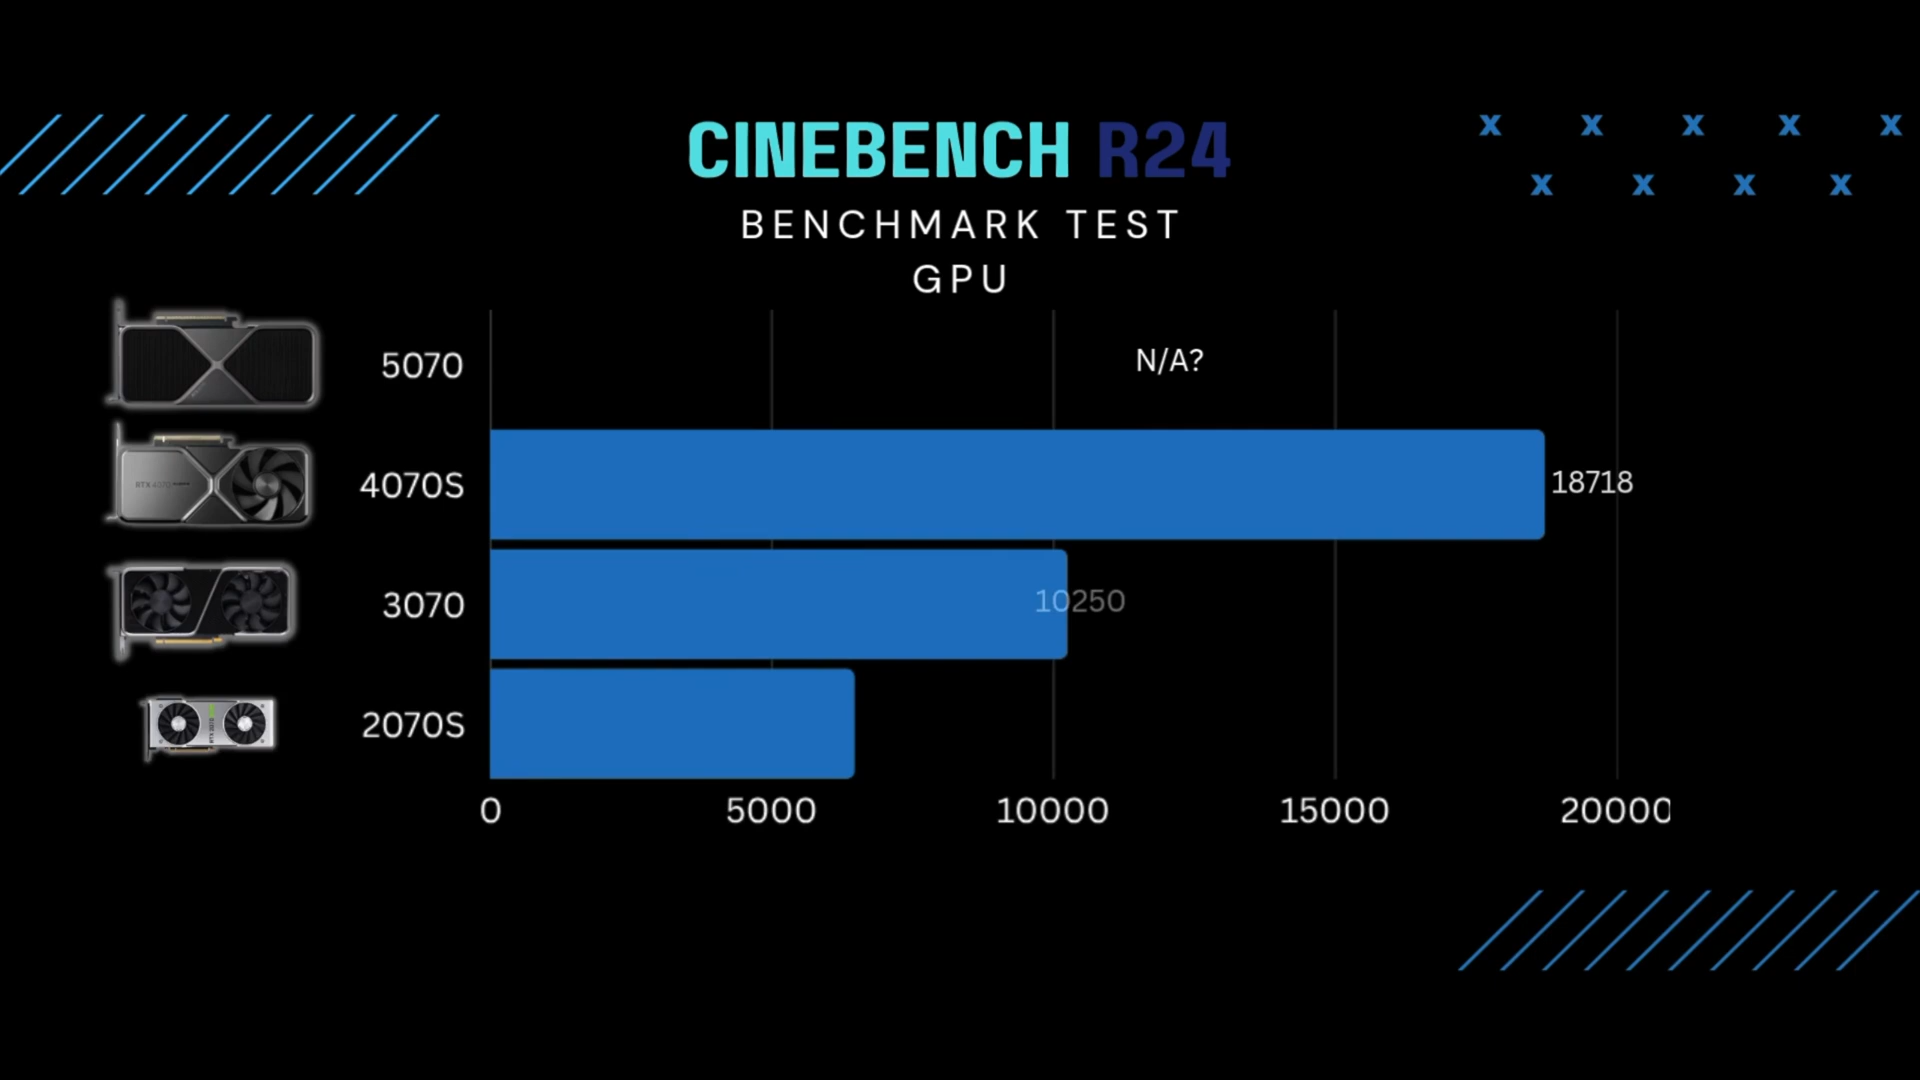 CINEBENCH R24
BENCHMARK TEST
GPU
5070
N/A?
4070S
18718
3070
10250
2070S
0
5000
10000
15000
20000
x x x x x
x x x x